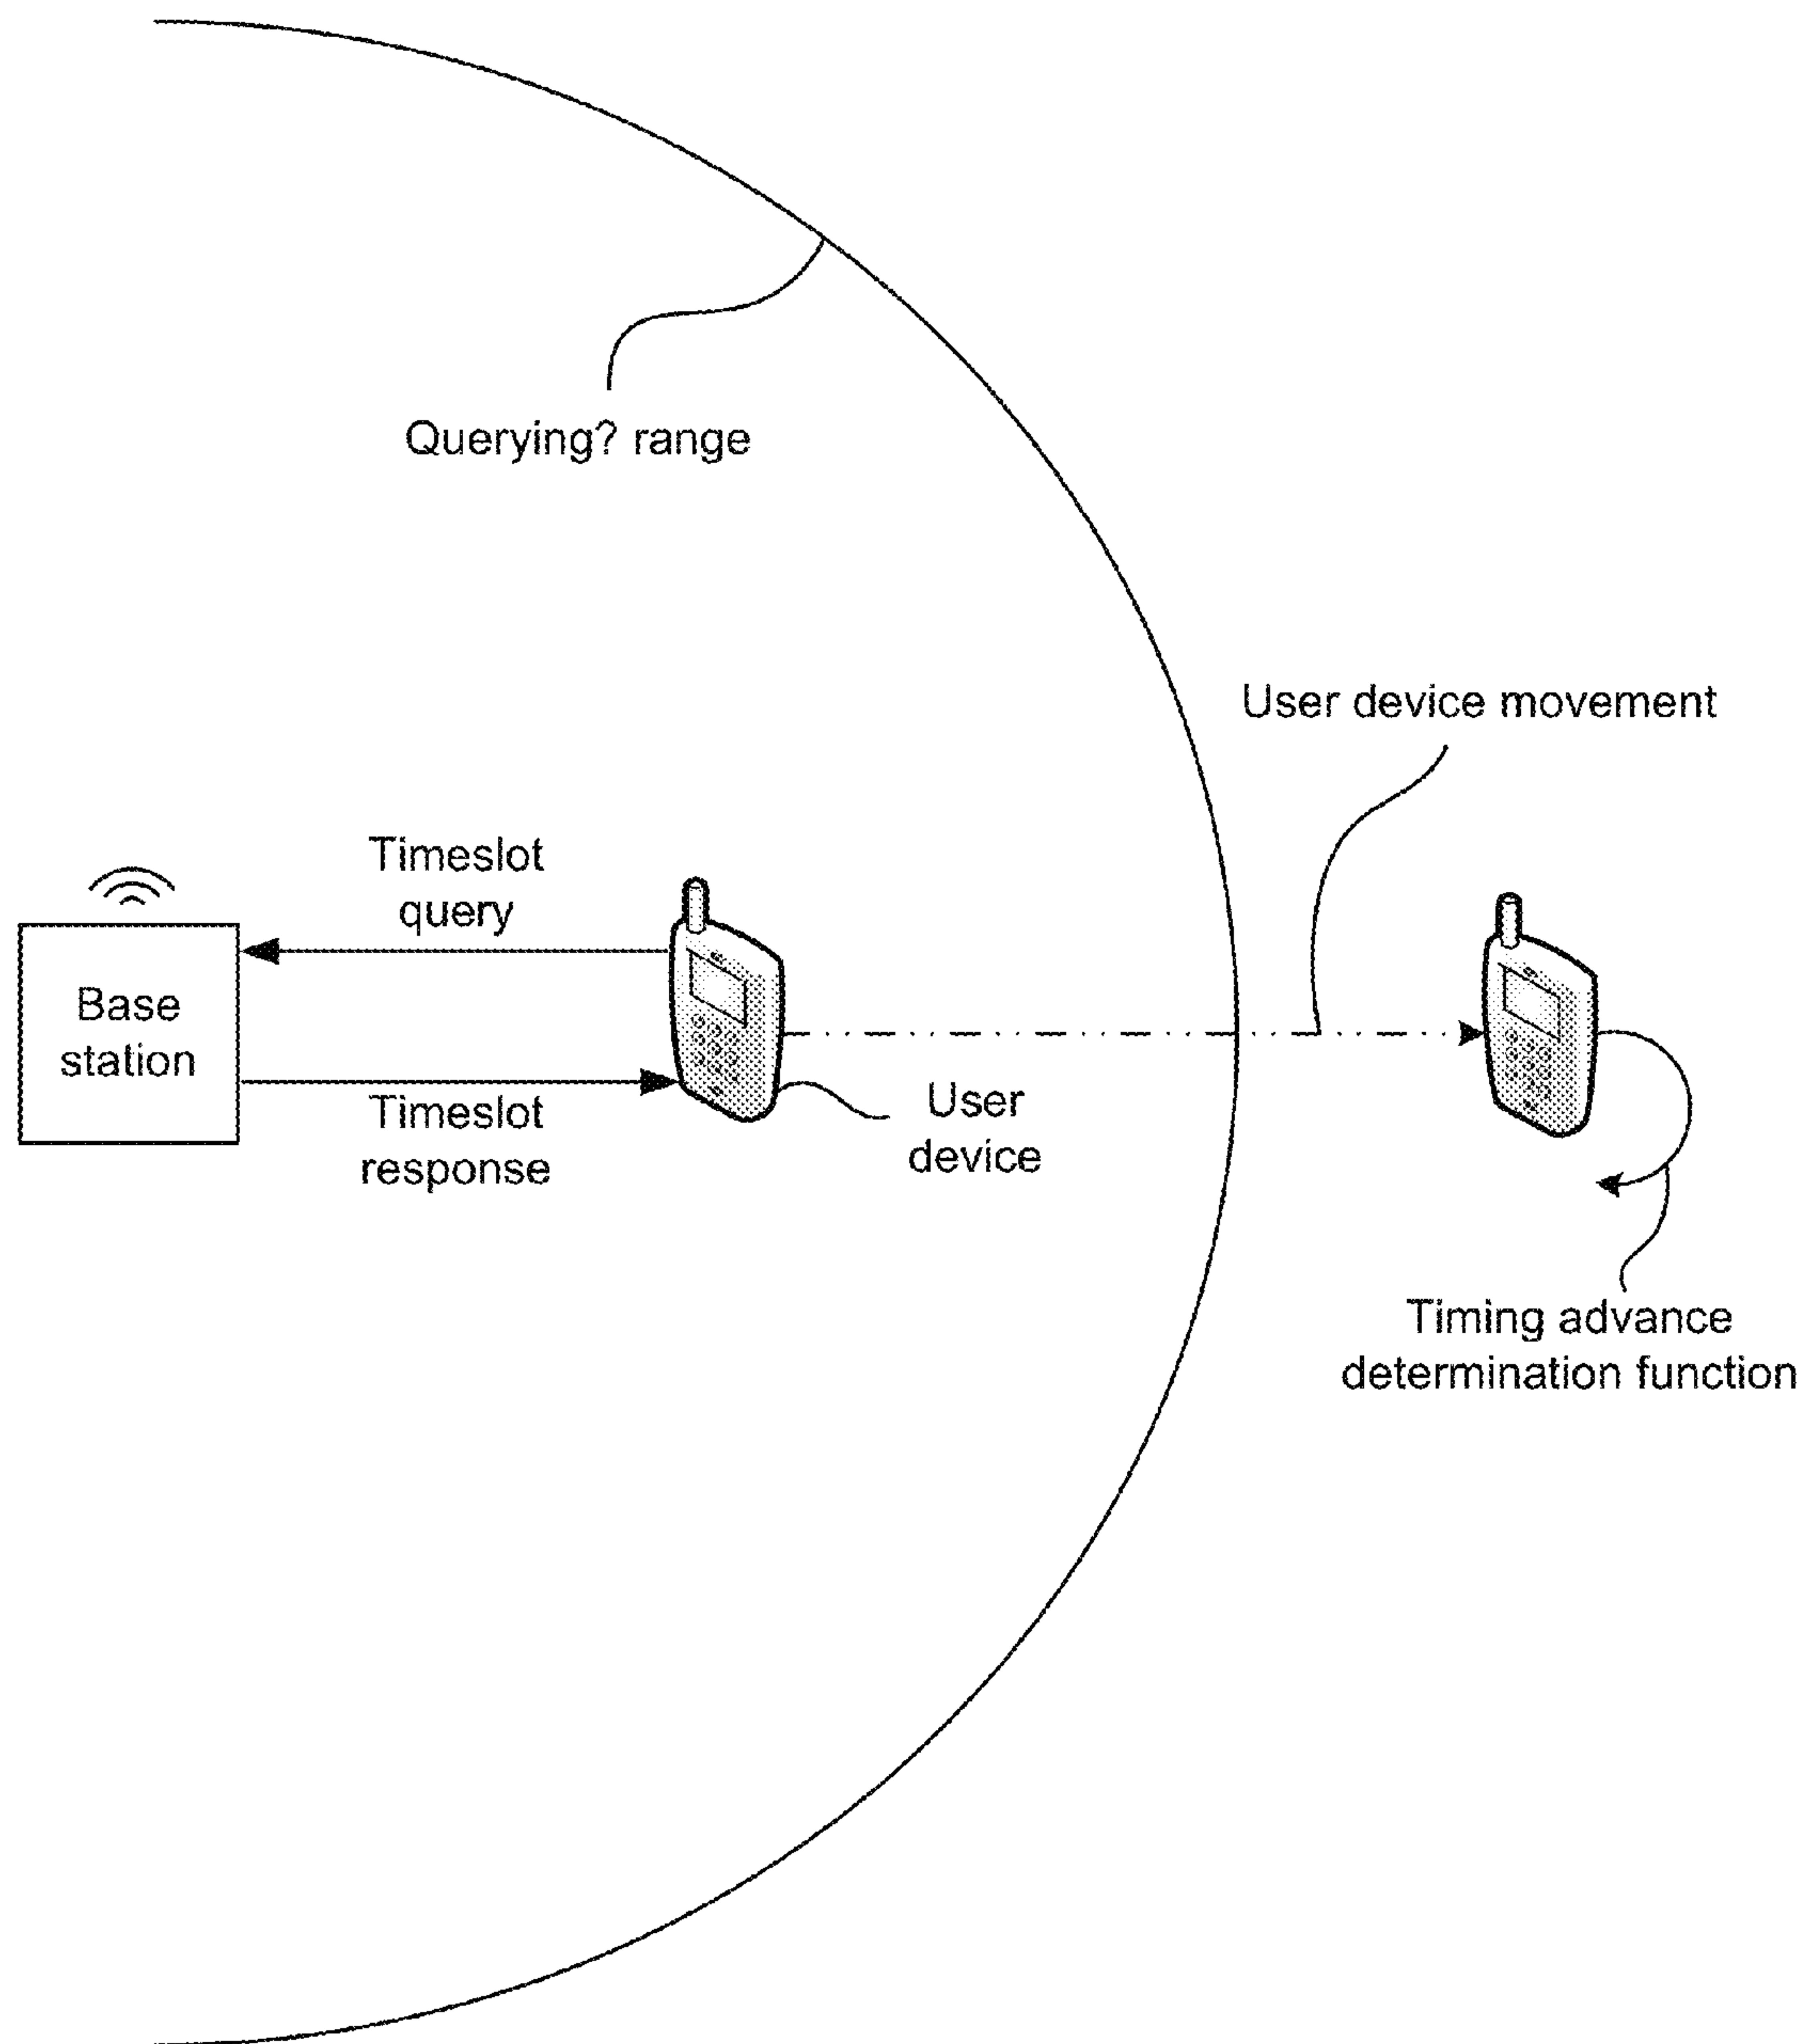 Querying? range
User device movement
Timeslot
query
Base
station
Timeslot
response
User
device
Timing advance
determination function